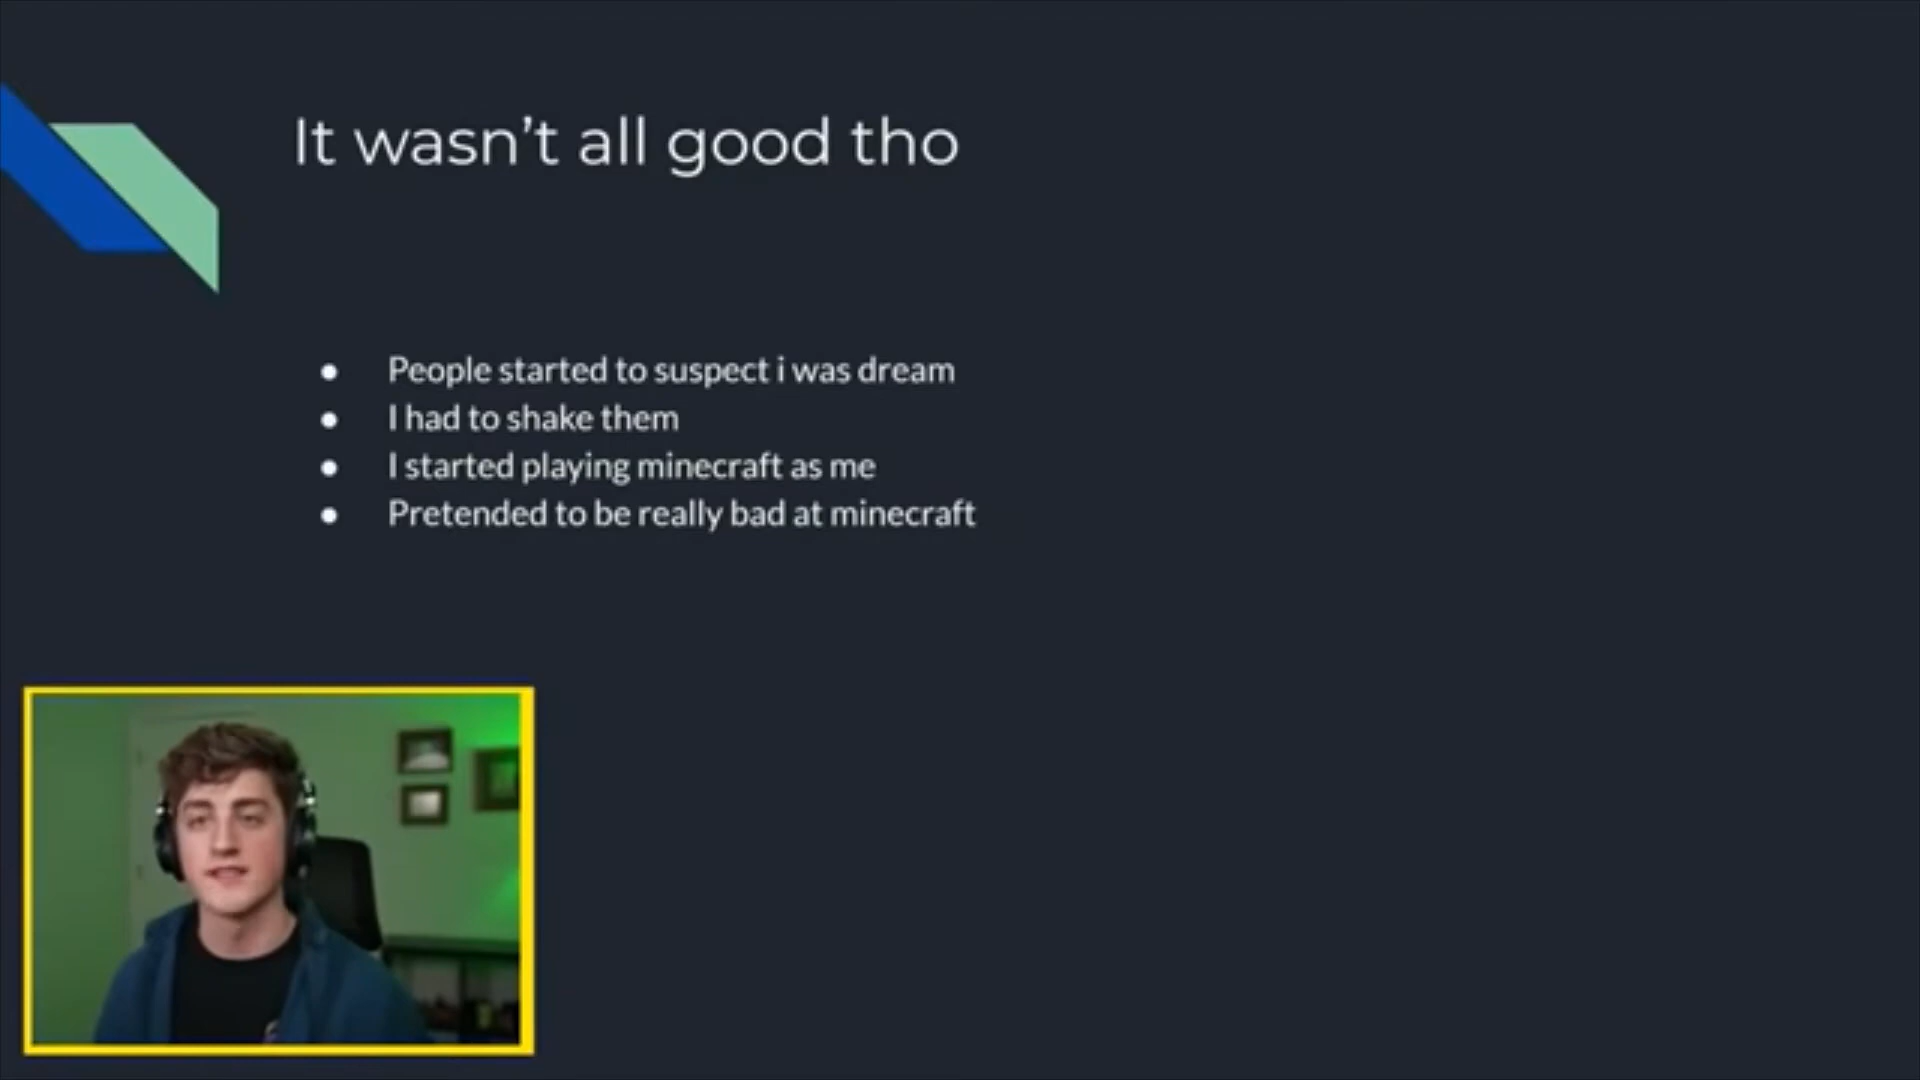 It wasn’t all good tho
● People started to suspect i was dream
● I had to shake them
● I started playing minecraft as me
● Pretended to be really bad at minecraft